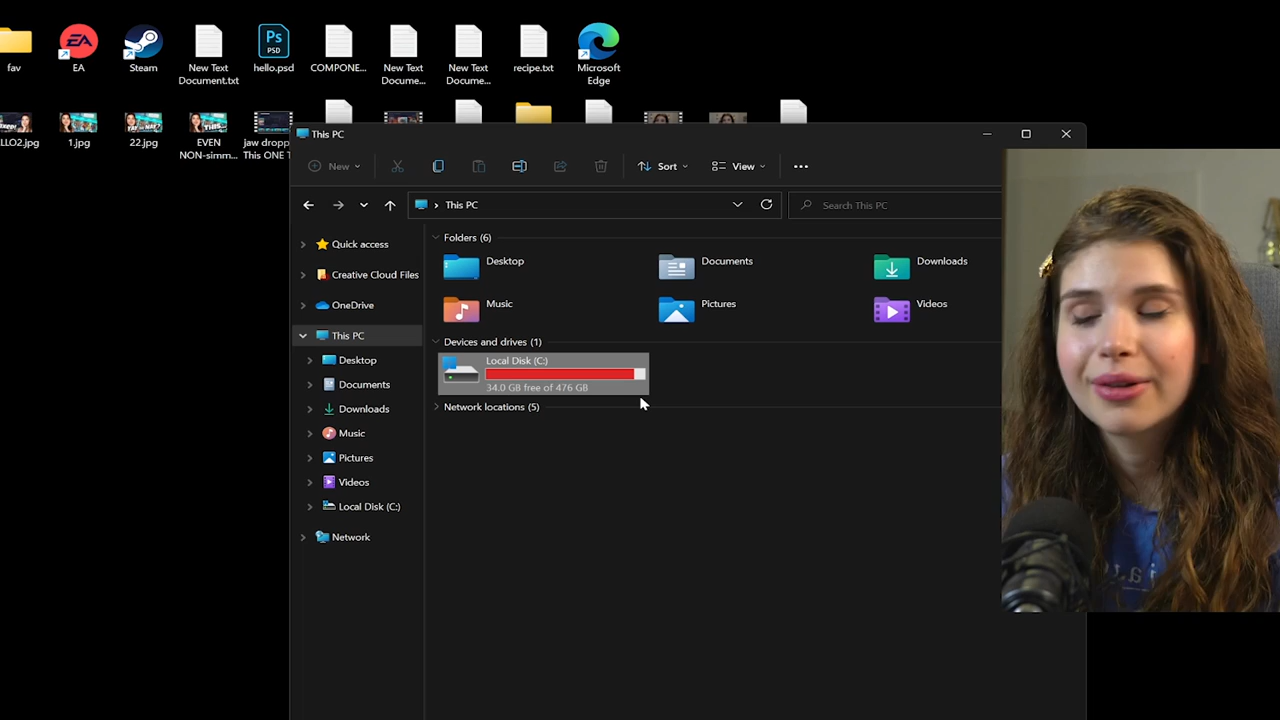 fav
EA
Steam
New Text
Document.txt
Ps
PSD
hello.psd
COMPONE...
New Text
Docume...
New Text
Docume...
recipe.txt
Microsoft
Edge
LLO2.jpg
1.jpg
22.jpg
EVEN
NON-simm...
jaw dropp
This ONE T
This PC
New
Sort
View
This PC
Search This PC
Quick access
Creative Cloud Files
OneDrive
This PC
Desktop
Documents
Downloads
Music
Pictures
Videos
Local Disk (C:)
Network
Folders (6)
Desktop
Documents
Downloads
Music
Pictures
Videos
Devices and drives (1)
Local Disk (C:)
34.0 GB free of 476 GB
Network locations (5)